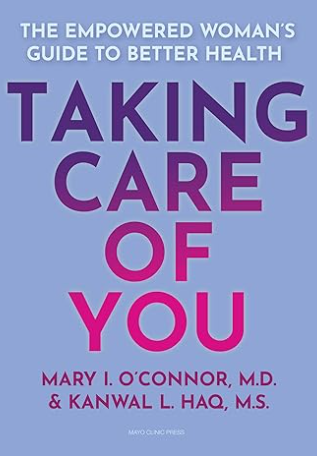 THE EMPOWERED WOMAN'S
GUIDE TO BETTER HEALTH
TAKING
CARE
OF
YOU
MARY I. O'CONNOR, M.D.
& KANWAL L. HAQ, M.S.
MAYO CLINIC PRESS